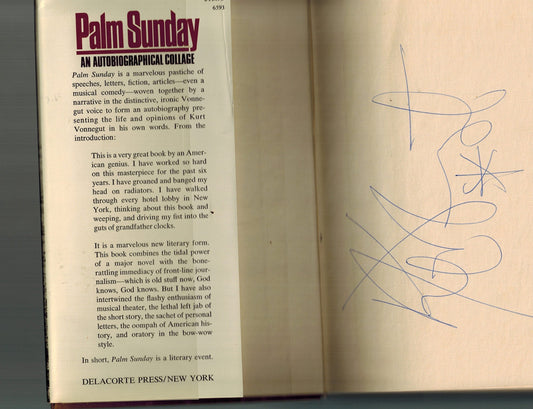 6593
Palm Sunday
AN AUTOBIOGRAPHICAL COLLAGE
Palm Sunday is a marvelous pastiche of
speeches, letters, fiction, articles—even a
musical comedy—woven together by a
narrative in the distinctive, ironic Vonne-
gut voice to form an autobiography pre-
senting the life and opinions of Kurt
Vonnegut in his own words. From the
introduction:
This is a very great book by an Amer-
ican genius. I have worked so hard
on this masterpiece for the past six
years. I have groaned and banged my
head on radiators. I have walked
through every hotel lobby in New
York, thinking about this book and
weeping, and driving my fist into the
guts of grandfather clocks.
It is a marvelous new literary form.
This book combines the tidal power
of a major novel with the bone-
rattling immediacy of front-line jour-
nalism—which is old stuff now, God
knows, God knows. But I have also
intertwined the flashy enthusiasm of
musical theater, the lethal left jab of
the short story, the sachet of personal
letters, the oompah of American his-
tory, and oratory in the bow-wow
style.
In short, Palm Sunday is a literary event.
DELACORTE PRESS/NEW YORK